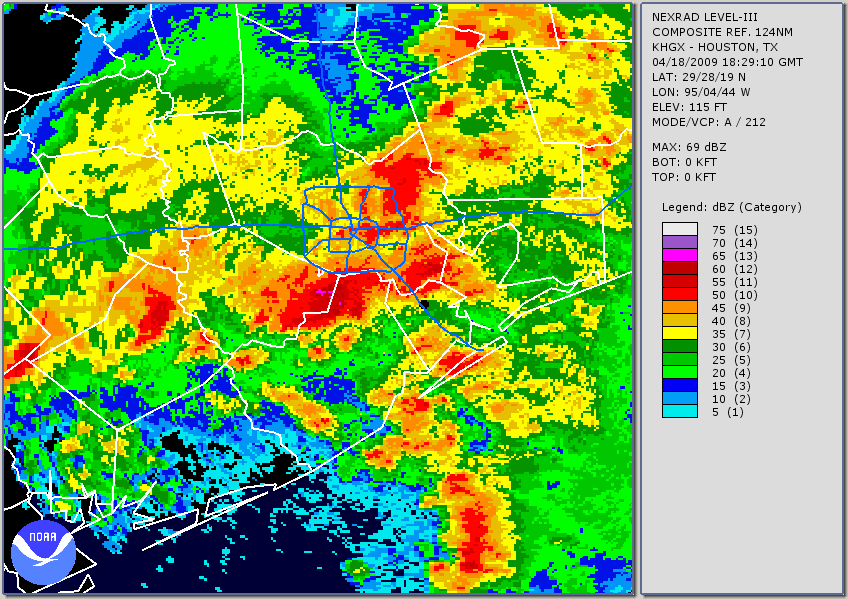 NEXRAD LEVEL-III
COMPOSITE REF. 124NM
KHGX - HOUSTON, TX
04/18/2009 18:29:10 GMT
LAT: 29/28/19 N
LON: 95/04/44 W
ELEV: 115 FT
MODE/VCP: A / 212
MAX: 69 dBZ
BOT: 0 KFT
TOP: 0 KFT
Legend: dBZ (Category)
75 (15)
70 (14)
65 (13)
60 (12)
55 (11)
50 (10)
45 (9)
40 (8)
35 (7)
30 (6)
25 (5)
20 (4)
15 (3)
10 (2)
5 (1)
NOAA